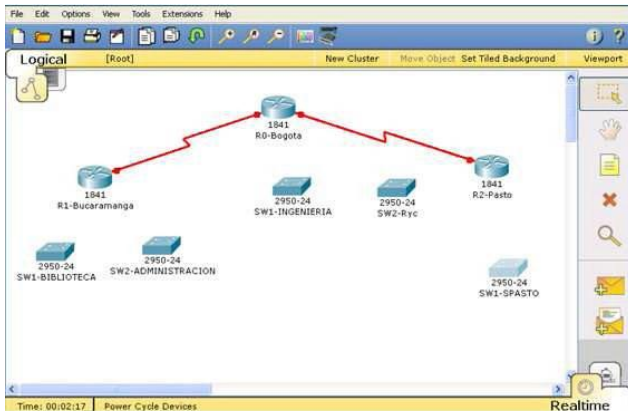 File Edit Options View Tools Extensions Help
Logical [Root] New Cluster Move Object Set Tiled Background Viewport
1841
R0-Bogota
1841
R1-Bucaramanga
1841
R2-Pasto
2950-24
SW1-INGENIERIA
2950-24
SW2-Ryc
2950-24
SW1-BIBLIOTECA
2950-24
SW2-ADMINISTRACION
2950-24
SW1-SPASTO
Time: 00:02:17 Power Cycle Devices Realtime